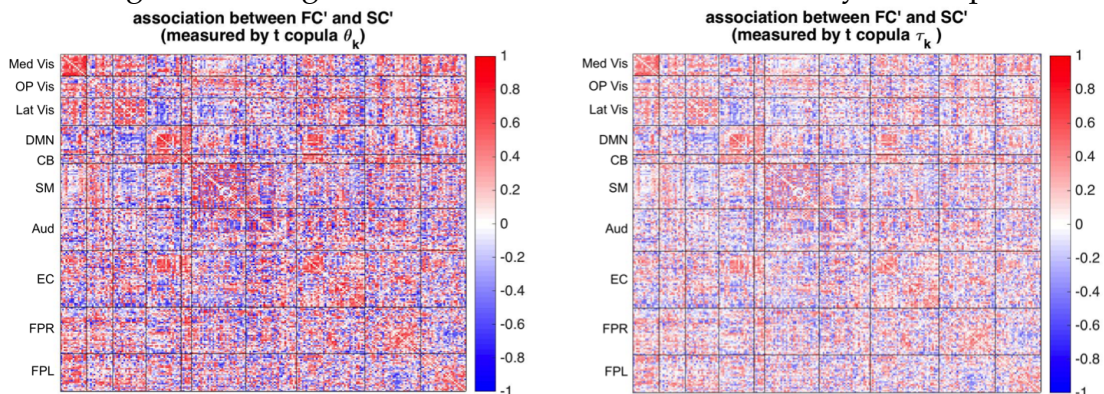 association between FC' and SC'
(measured by t copula θk)
Med Vis
OP Vis
Lat Vis
DMN
CB
SM
Aud
EC
FPR
FPL
1
0.8
0.6
0.4
0.2
0
-0.2
-0.4
-0.6
-0.8
-1
association between FC' and SC'
(measured by t copula τk )
Med Vis
OP Vis
Lat Vis
DMN
CB
SM
Aud
EC
FPR
FPL
1
0.8
0.6
0.4
0.2
0
-0.2
-0.4
-0.6
-0.8
-1